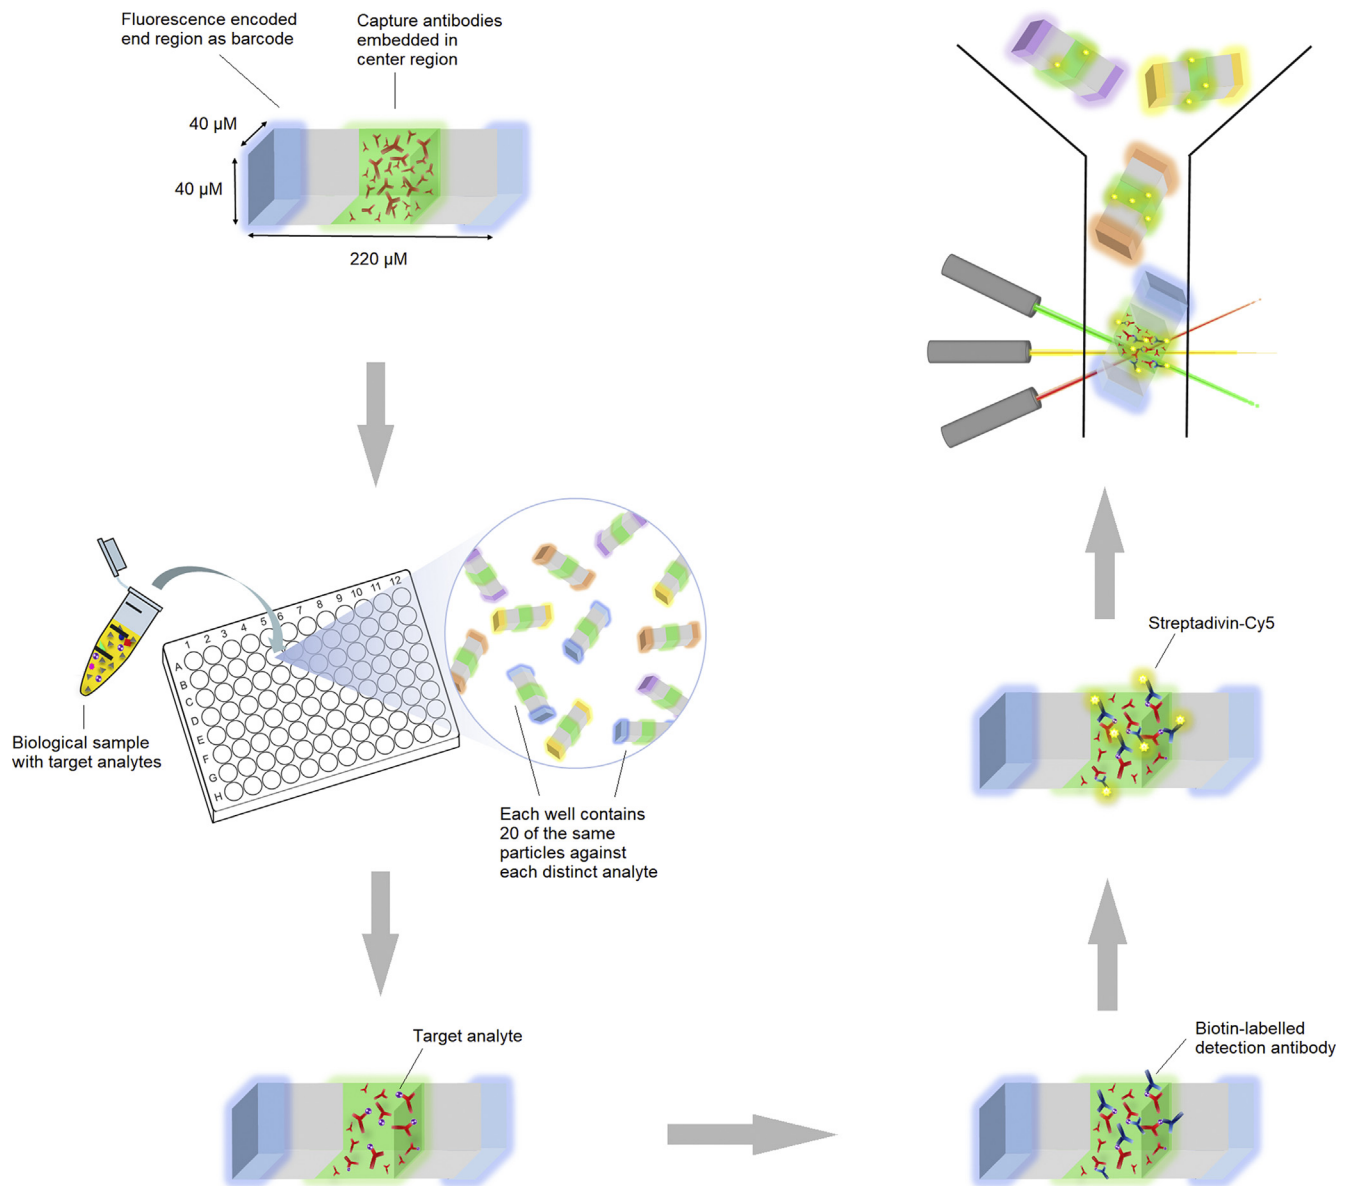 Fluorescence encoded
end region as barcode
Capture antibodies
embedded in
center region
40 µM
40 µM
220 µM
1 2 3 4 5 6 7 8 9 10 11 12
A
B
C
D
E
F
G
H
Biological sample
with target analytes
Each well contains
20 of the same
particles against
each distinct analyte
Target analyte
Biotin-labelled
detection antibody
Streptadivin-Cy5